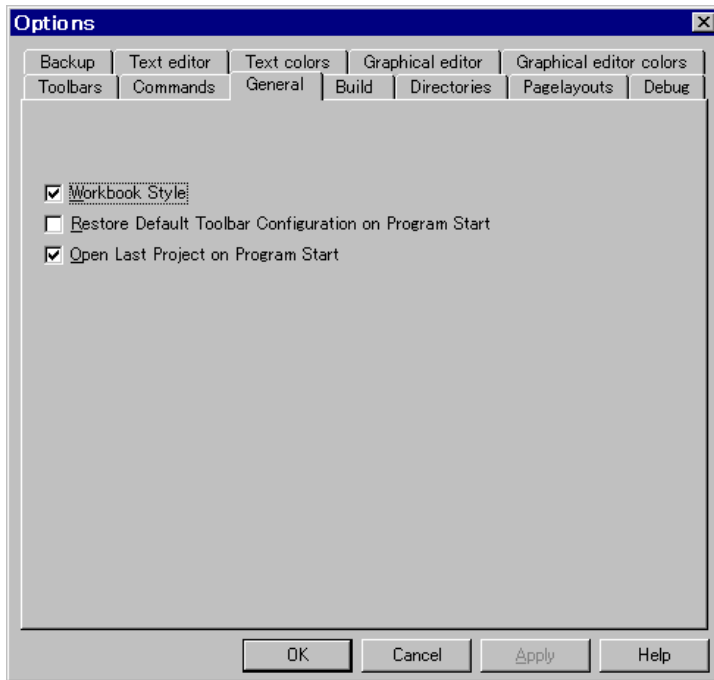 Options
Backup Text editor Text colors Graphical editor Graphical editor colors
Toolbars Commands General Build Directories Pagelayouts Debug
Workbook Style
Restore Default Toolbar Configuration on Program Start
Open Last Project on Program Start
OK Cancel Apply Help